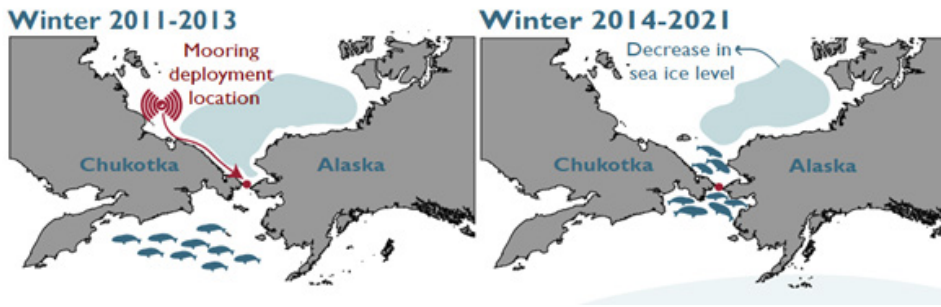 Winter 2011-2013
Mooring
deployment
location
Chukotka
Alaska
Winter 2014-2021
Decrease in
sea ice level
Chukotka
Alaska